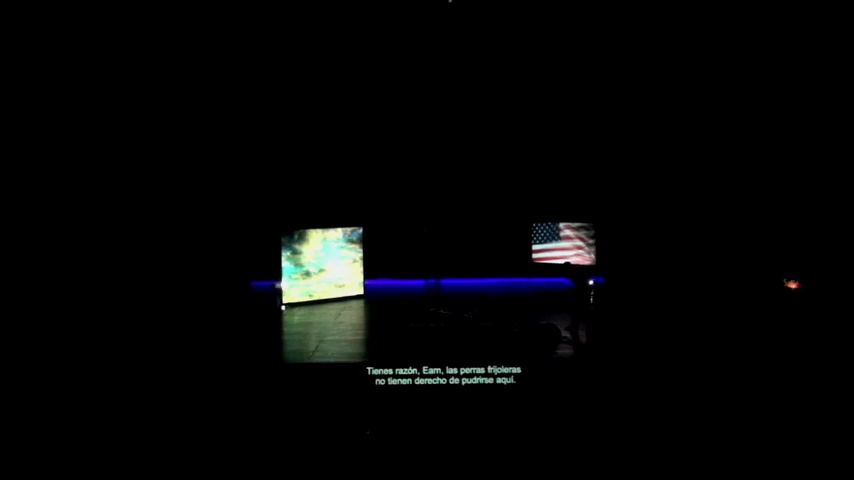 Tienes razón, Eam, las perras frijoleras
no tienen derecho de pudrirse aquí.